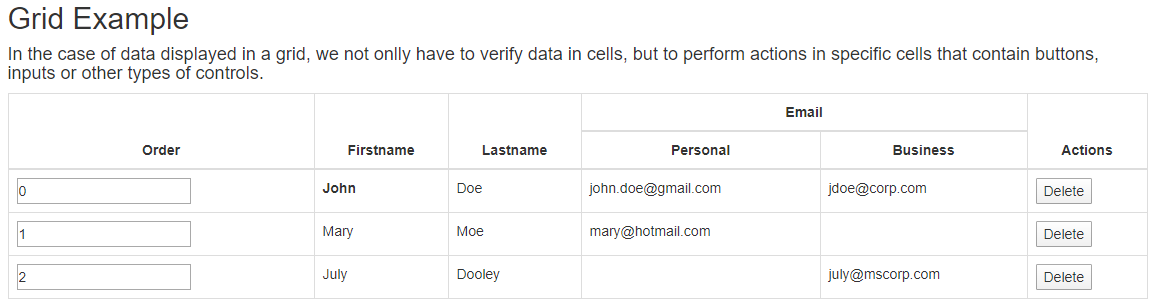 Grid Example
In the case of data displayed in a grid, we not onlly have to verify data in cells, but to perform actions in specific cells that contain buttons,
inputs or other types of controls.
Email
Order Firstname Lastname Personal Business Actions
0 John Doe john.doe@gmail.com jdoe@corp.com Delete
1 Mary Moe mary@hotmail.com Delete
2 July Dooley july@mscorp.com Delete